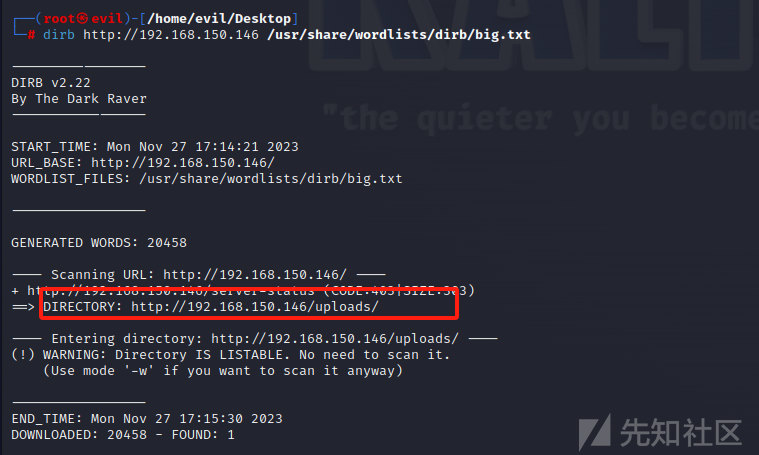 ┌──(root㉿evil)-[/home/evil/Desktop]
└─# dirb http://192.168.150.146 /usr/share/wordlists/dirb/big.txt
-----------------
DIRB v2.22
By The Dark Raver
-----------------
"the quieter you become
START_TIME: Mon Nov 27 17:14:21 2023
URL_BASE: http://192.168.150.146/
WORDLIST_FILES: /usr/share/wordlists/dirb/big.txt
-----------------
GENERATED WORDS: 20458
---- Scanning URL: http://192.168.150.146/ ----
+ http://192.168.150.146/server-status (CODE:403|SIZE:303)
==> DIRECTORY: http://192.168.150.146/uploads/
---- Entering directory: http://192.168.150.146/uploads/ ----
(!) WARNING: Directory IS LISTABLE. No need to scan it.
(Use mode '-w' if you want to scan it anyway)
-----------------
END_TIME: Mon Nov 27 17:15:30 2023
DOWNLOADED: 20458 - FOUND: 1
先知社区